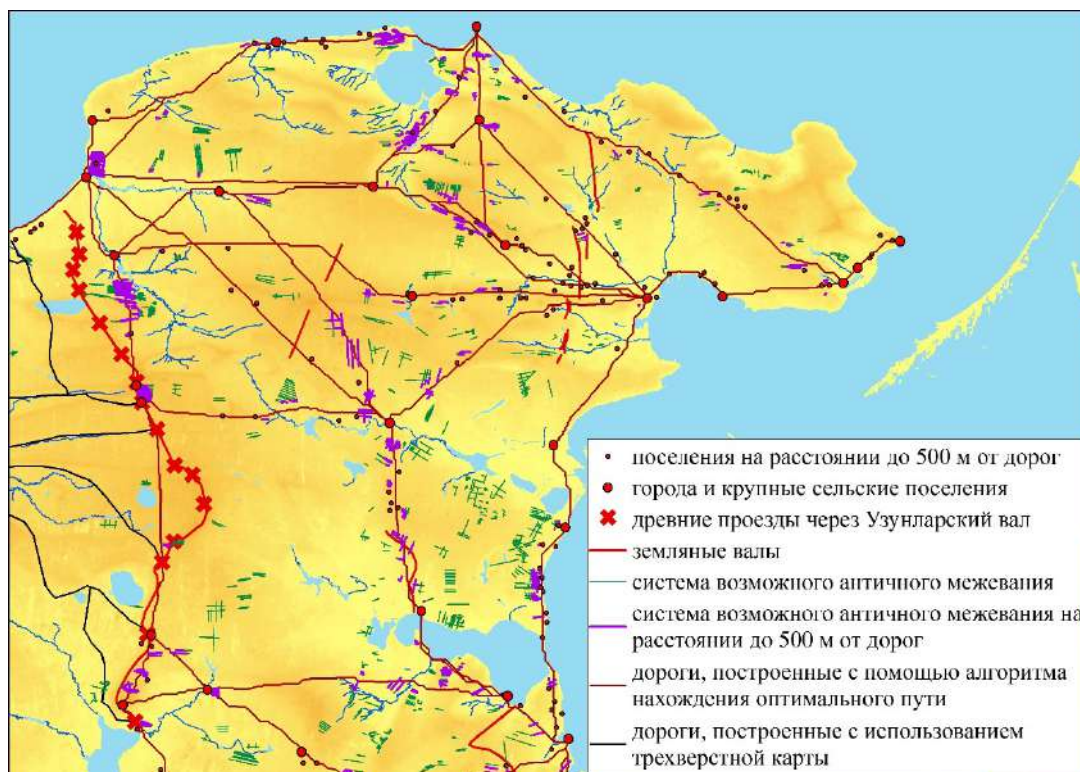 поселения на расстоянии до 500 м от дорог
города и крупные сельские поселения
древние проезды через Узунларский вал
земляные валы
система возможного античного межевания
система возможного античного межевания на
расстоянии до 500 м от дорог
дороги, построенные с помощью алгоритма
нахождения оптимального пути
дороги, построенные с использованием
трехверстной карты